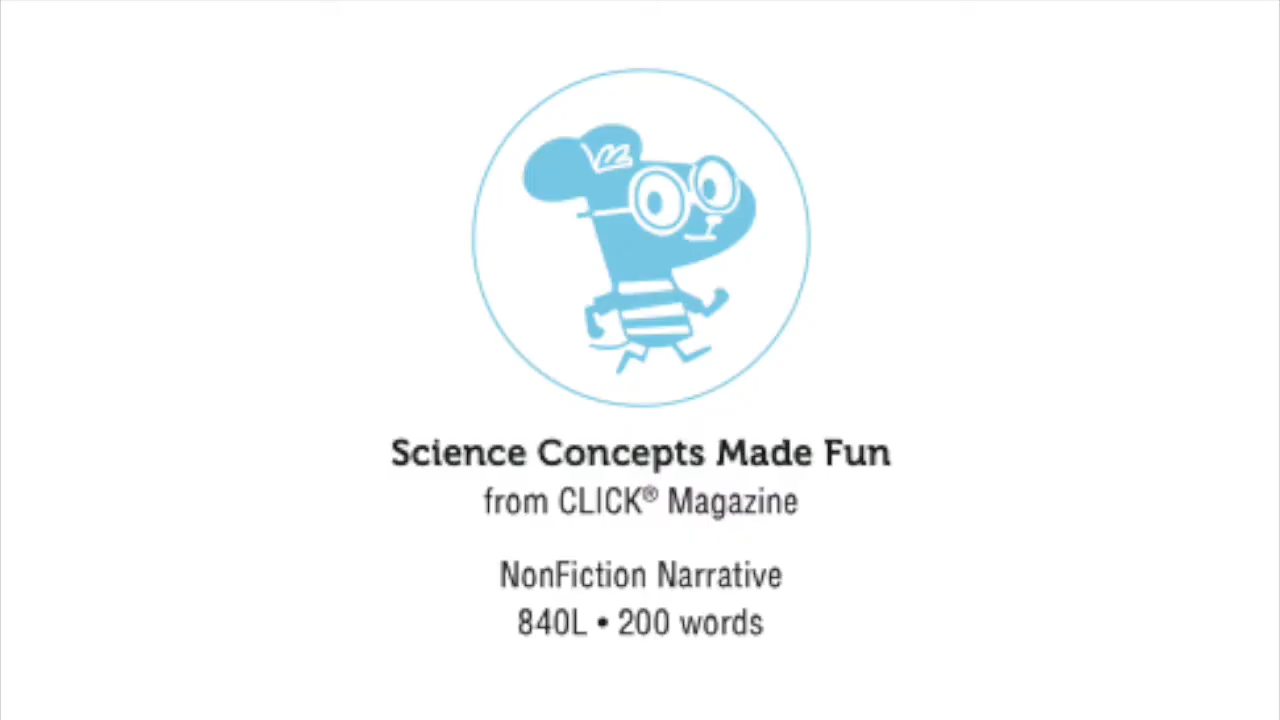 Science Concepts Made Fun
from CLICK® Magazine
NonFiction Narrative
840L • 200 words